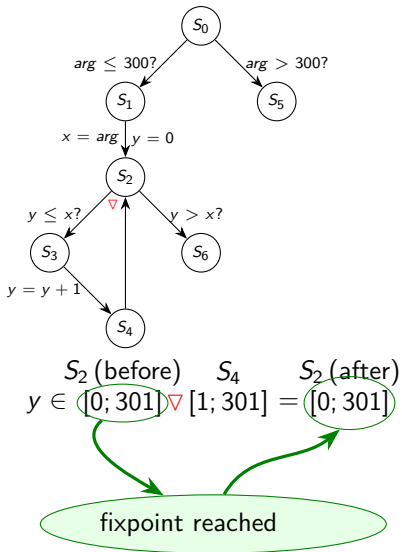 S₀
arg ≤ 300?
arg > 300?
S₁
S₅
x = arg
y = 0
S₂
▽
y ≤ x?
y > x?
S₃
S₆
y = y + 1
S₄
S₂ (before) S₄ S₂ (after)
y ∈ [0; 301] ▽ [1; 301] = [0; 301]
fixpoint reached